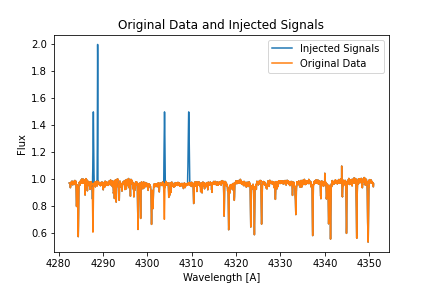 Original Data and Injected Signals
Injected Signals
Original Data
2.0
1.8
1.6
1.4
1.2
1.0
0.8
0.6
Flux
4280 4290 4300 4310 4320 4330 4340 4350
Wavelength [A]